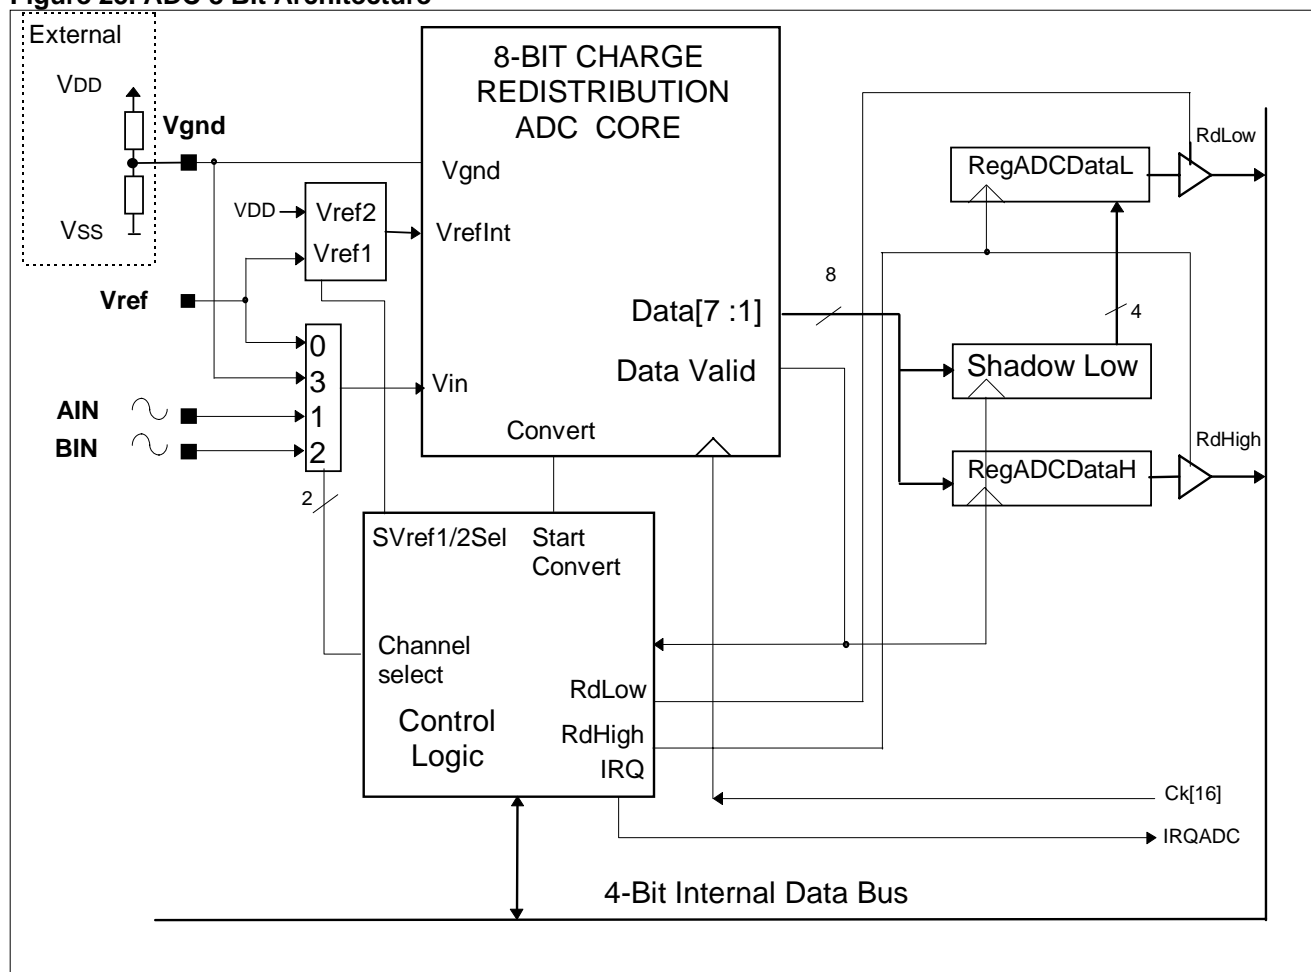 Figure 23. ADC 8 Bit Architecture
External
VDD
Vgnd
VSS
8-BIT CHARGE
REDISTRIBUTION
ADC CORE
Vgnd
VDD
Vref2
Vref1
VrefInt
Vref
0
3
1
2
Vin
AIN
BIN
2
Data[7 :1]
Data Valid
Convert
8
RegADCDataL
RdLow
4
Shadow Low
RdHigh
RegADCDataH
SVref1/2Sel
Start
Convert
Channel
select
RdLow
Control
Logic
RdHigh
IRQ
Ck[16]
IRQADC
4-Bit Internal Data Bus